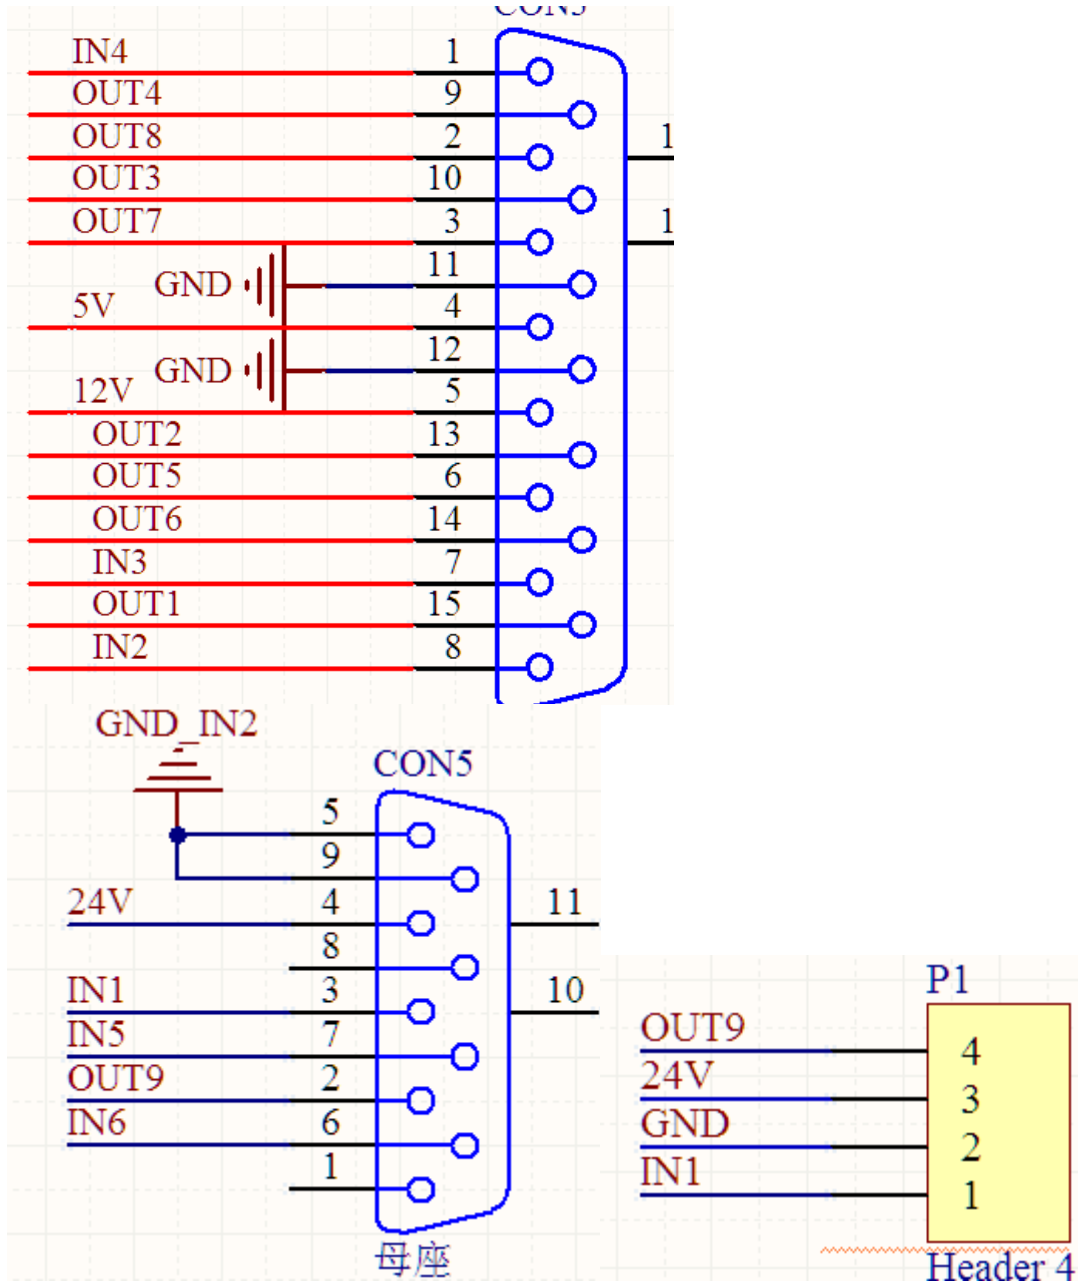 IN4 1
OUT4 9
OUT8 2 1
OUT3 10
OUT7 3 1
GND 11
5V 4
GND 12
12V 5
OUT2 13
OUT5 6
OUT6 14
IN3 7
OUT1 15
IN2 8
GND_IN2
CON5
5
9
24V 4 11
8
IN1 3 10
IN5 7
OUT9 2
IN6 6
1
母座
P1
OUT9 4
24V 3
GND 2
IN1 1
Header 4